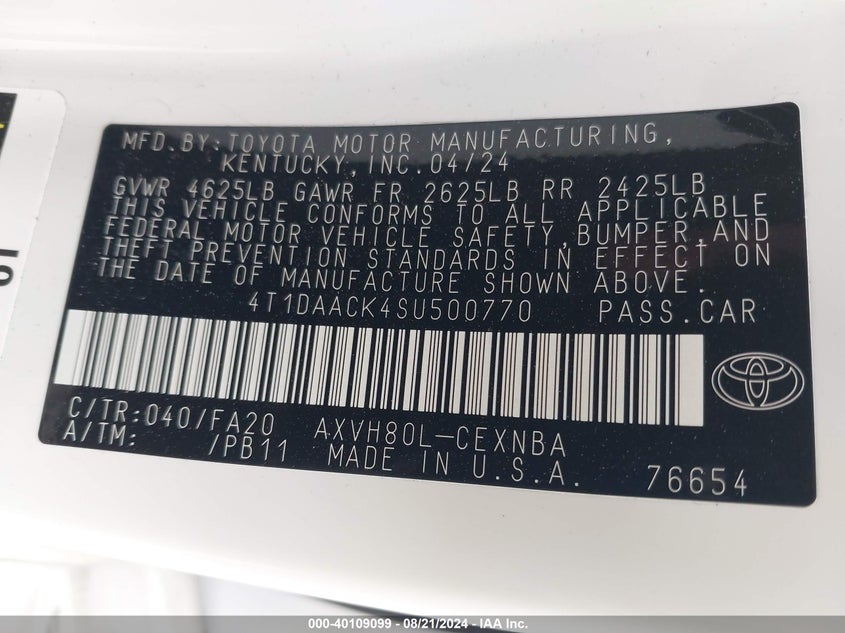 MFD.BY:TOYOTA MOTOR MANUFACTURING,
KENTUCKY,INC.04/24
GVWR 4625LB GAWR FR 2625LB RR 2425LB
THIS VEHICLE CONFORMS TO ALL APPLICABLE
FEDERAL MOTOR VEHICLE SAFETY,BUMPER,AND
THEFT PREVENTION STANDARDS IN EFFECT ON
THE DATE OF MANUFACTURE SHOWN ABOVE.
4T1DAACK4SU500770 PASS.CAR
C/TR:040/FA20 AXVH80L-CEXNBA
A/TM: /PB11 MADE IN U.S.A. 76654
000-40109099 - 08/21/2024 - IAA Inc.